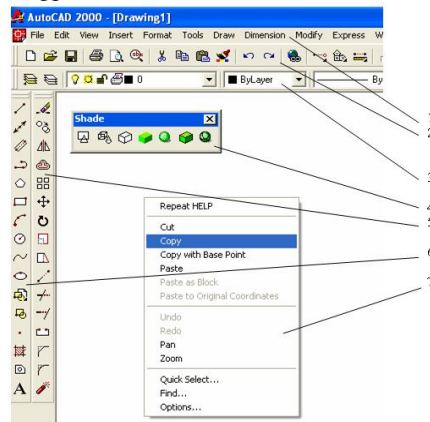 AutoCAD 2000 - [Drawing1]
File Edit View Insert Format Tools Draw Dimension Modify Express W
0 ByLayer By
Shade
Repeat HELP
Cut
Copy
Copy with Base Point
Paste
Paste as Block
Paste to Original Coordinates
Undo
Redo
Pan
Zoom
Quick Select...
Find...
Options...
A